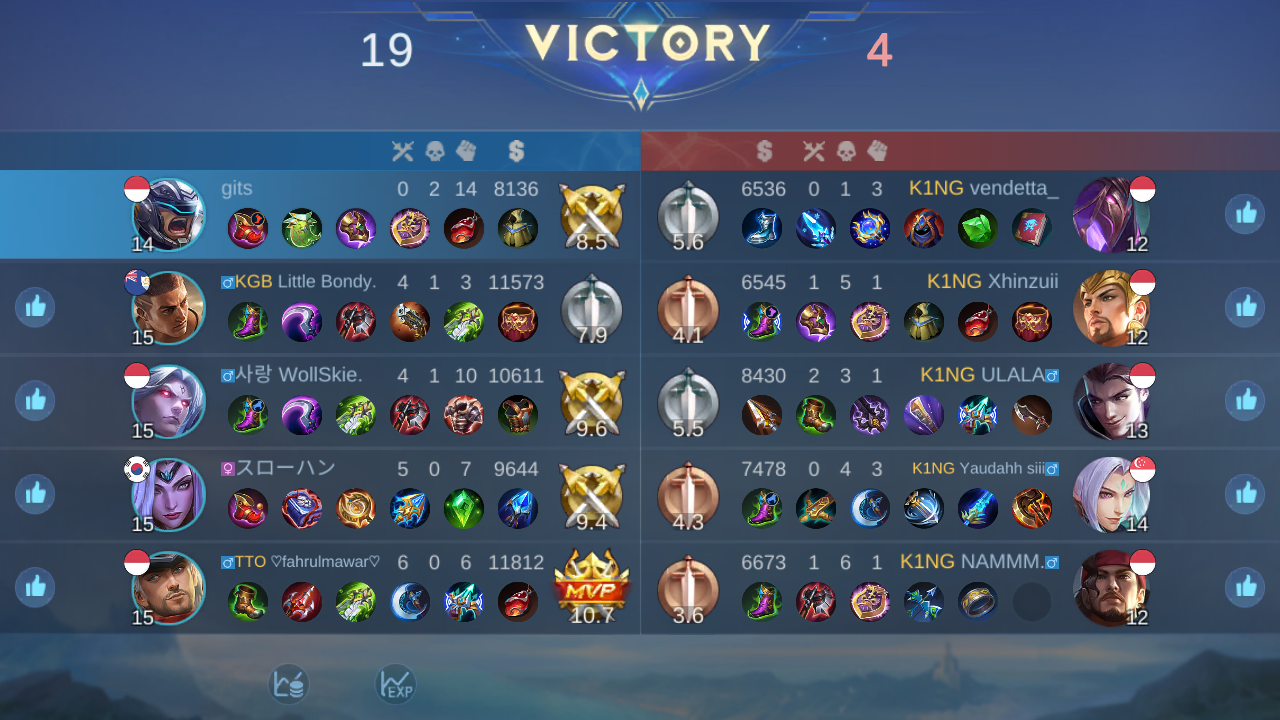 19 VICTORY 4
gits 0 2 14 8136 8.5 14
5.6 6536 0 1 3 K1NG vendetta_ 12
KGB Little Bondy. 4 1 3 11573 7.9 15
4.1 6545 1 5 1 K1NG Xhinzuii 12
사랑 WollSkie. 4 1 10 10611 9.6 15
5.5 8430 2 3 1 K1NG ULALA 13
スローハン 5 0 7 9644 9.4 15
4.3 7478 0 4 3 K1NG Yaudahh siii 14
TTO ♡fahrulmawar♡ 6 0 6 11812 MVP 10.7 15
3.6 6673 1 6 1 K1NG NAMMM. 12
EXP